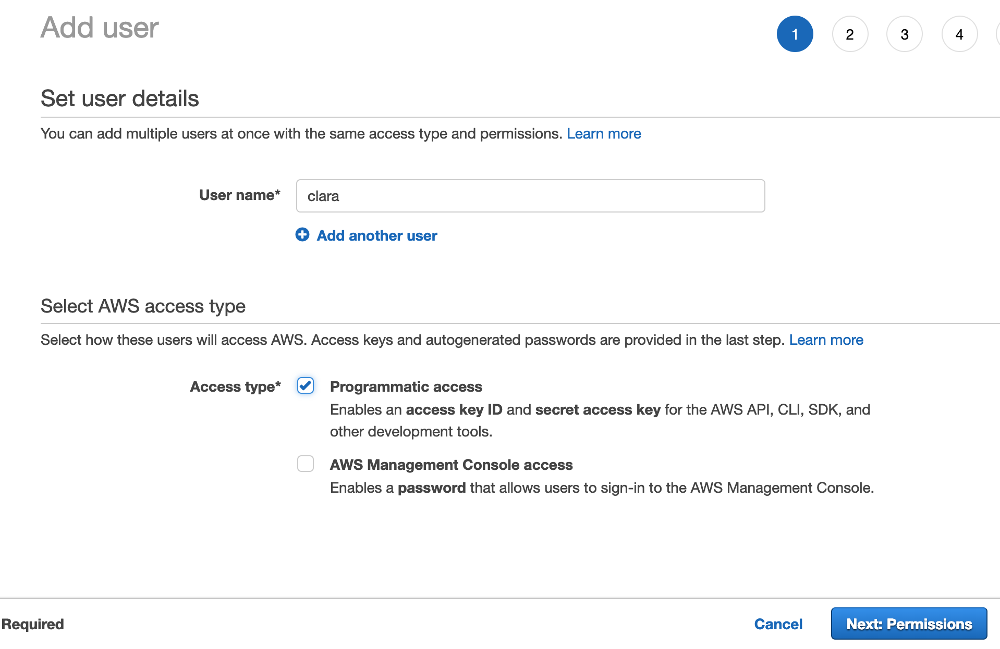 Add user
1 2 3 4
Set user details
You can add multiple users at once with the same access type and permissions. Learn more
User name* clara
Add another user
Select AWS access type
Select how these users will access AWS. Access keys and autogenerated passwords are provided in the last step. Learn more
Access type* Programmatic access
Enables an access key ID and secret access key for the AWS API, CLI, SDK, and
other development tools.
AWS Management Console access
Enables a password that allows users to sign-in to the AWS Management Console.
Required Cancel Next: Permissions